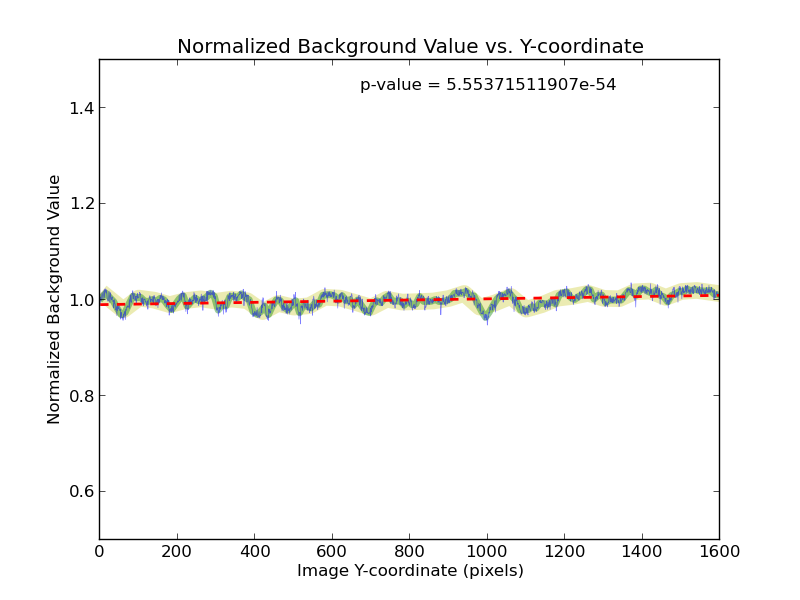 Normalized Background Value vs. Y-coordinate
p-value = 5.55371511907e-54
1.4
1.2
1.0
0.8
0.6
Normalized Background Value
0 200 400 600 800 1000 1200 1400 1600
Image Y-coordinate (pixels)